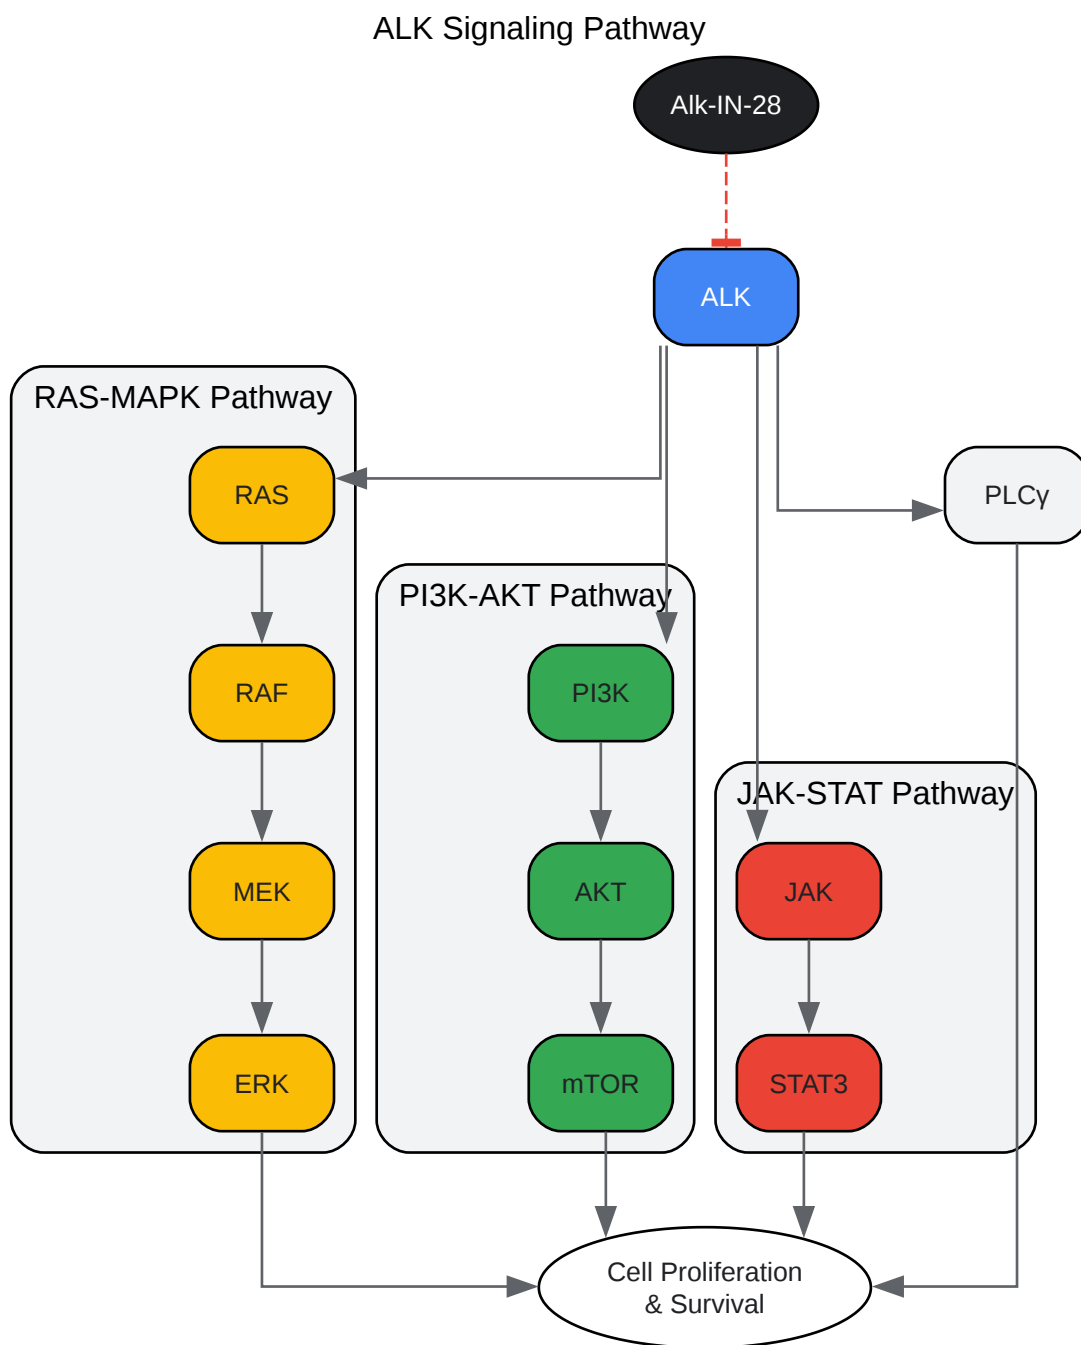 ALK Signaling Pathway
Alk-IN-28
ALK
RAS-MAPK Pathway
RAS
PLCγ
PI3K-AKT Pathway
RAF
PI3K
JAK-STAT Pathway
MEK
AKT
JAK
ERK
mTOR
STAT3
Cell Proliferation
& Survival